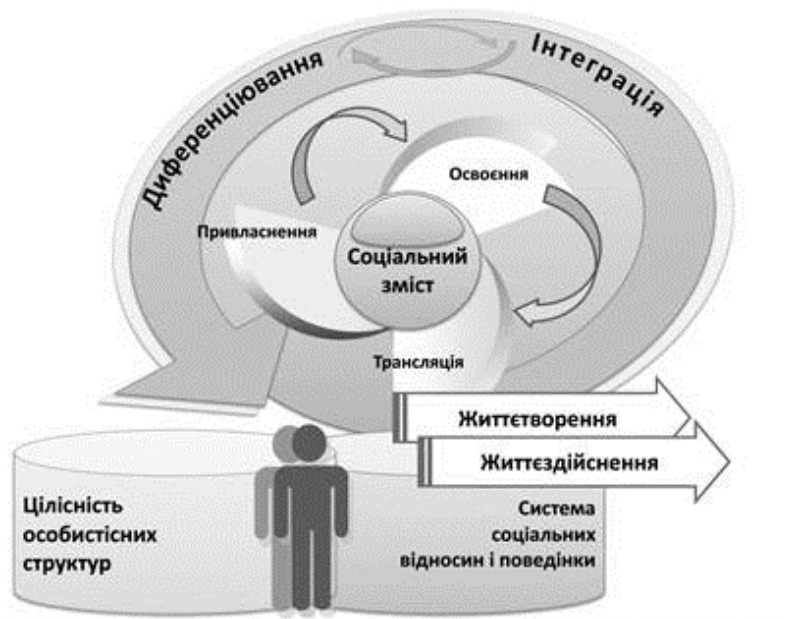 Диференціювання
Інтеграція
Освоєння
Привласнення
Соціальний
зміст
Трансляція
Життєтворення
Життєздійснення
Цілісність
особистісних
структур
Система
соціальних
відносин і поведінки